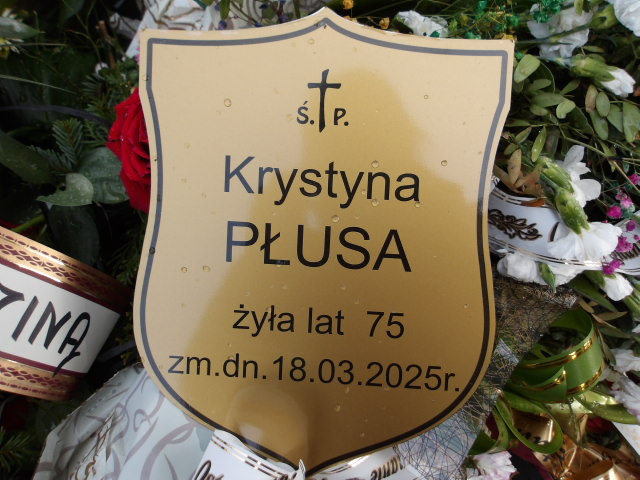 Ś. P.
Krystyna
PŁUSA
żyła lat 75
zm.dn.18.03.2025r.